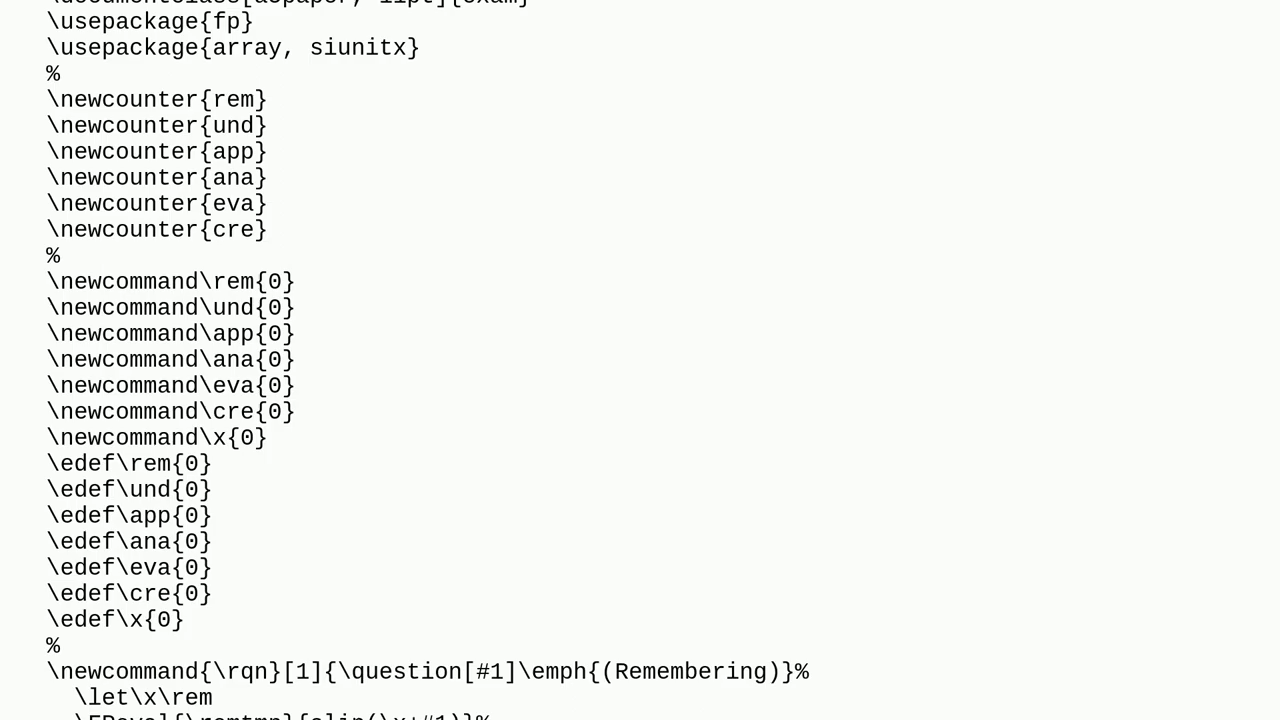 \usepackage{fp}
\usepackage{array, siunitx}
%
\newcounter{rem}
\newcounter{und}
\newcounter{app}
\newcounter{ana}
\newcounter{eva}
\newcounter{cre}
%
\newcommand\rem{0}
\newcommand\und{0}
\newcommand\app{0}
\newcommand\ana{0}
\newcommand\eva{0}
\newcommand\cre{0}
\newcommand\x{0}
\edef\rem{0}
\edef\und{0}
\edef\app{0}
\edef\ana{0}
\edef\eva{0}
\edef\cre{0}
\edef\x{0}
%
\newcommand{\rqn}[1]{\question[#1]\emph{(Remembering)}%
\let\x\rem